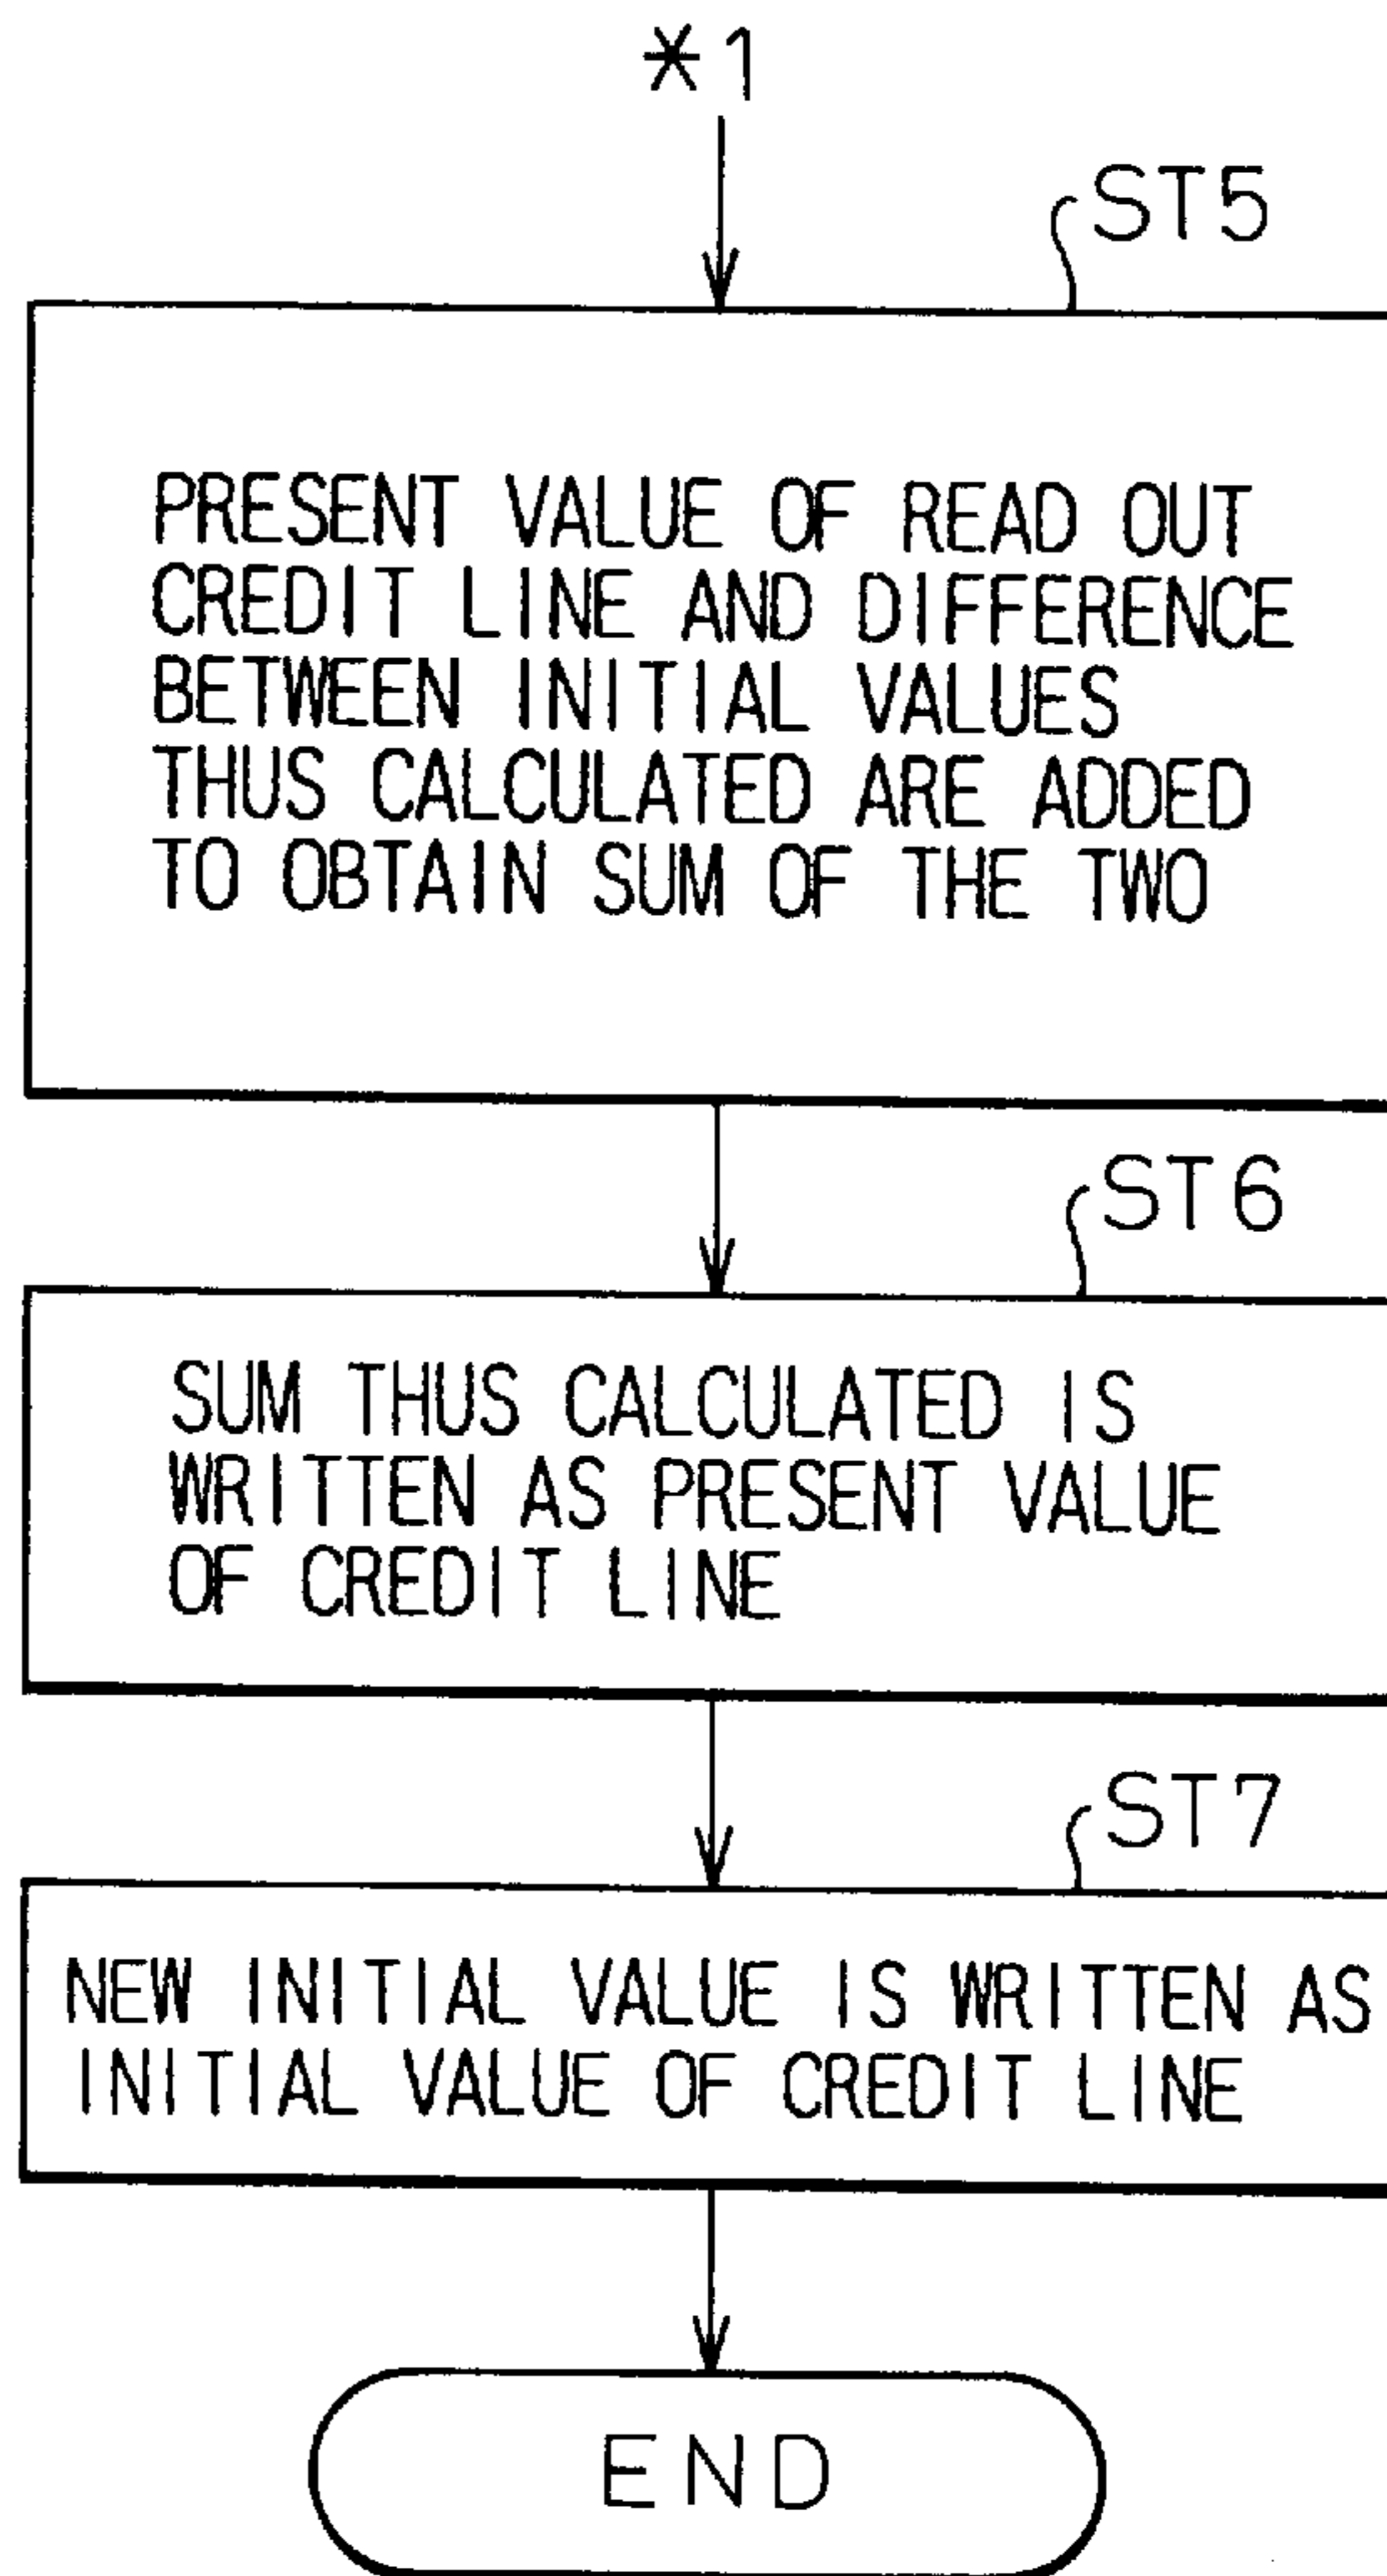 *1
ST5
PRESENT VALUE OF READ OUT
CREDIT LINE AND DIFFERENCE
BETWEEN INITIAL VALUES
THUS CALCULATED ARE ADDED
TO OBTAIN SUM OF THE TWO
ST6
SUM THUS CALCULATED IS
WRITTEN AS PRESENT VALUE
OF CREDIT LINE
ST7
NEW INITIAL VALUE IS WRITTEN AS
INITIAL VALUE OF CREDIT LINE
END